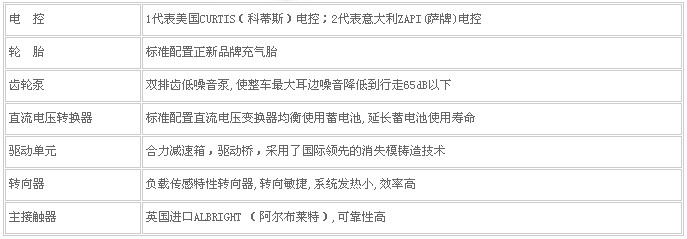 电　控	1代表美国CURTIS（科蒂斯）电控；2代表意大利ZAPI(萨牌)电控
轮　胎	标准配置正新品牌充气胎
齿轮泵	双排齿低噪音泵,使整车最大耳边噪音降低到行走65dB以下
直流电压转换器	标准配置直流电压变换器均衡使用蓄电池,延长蓄电池使用寿命
驱动单元	合力减速箱，驱动桥，采用了国际领先的消失模铸造技术
转向器	负载传感特性转向器,转向敏捷,系统发热小,效率高
主接触器	英国进口ALBRIGHT （阿尔布莱特）,可靠性高